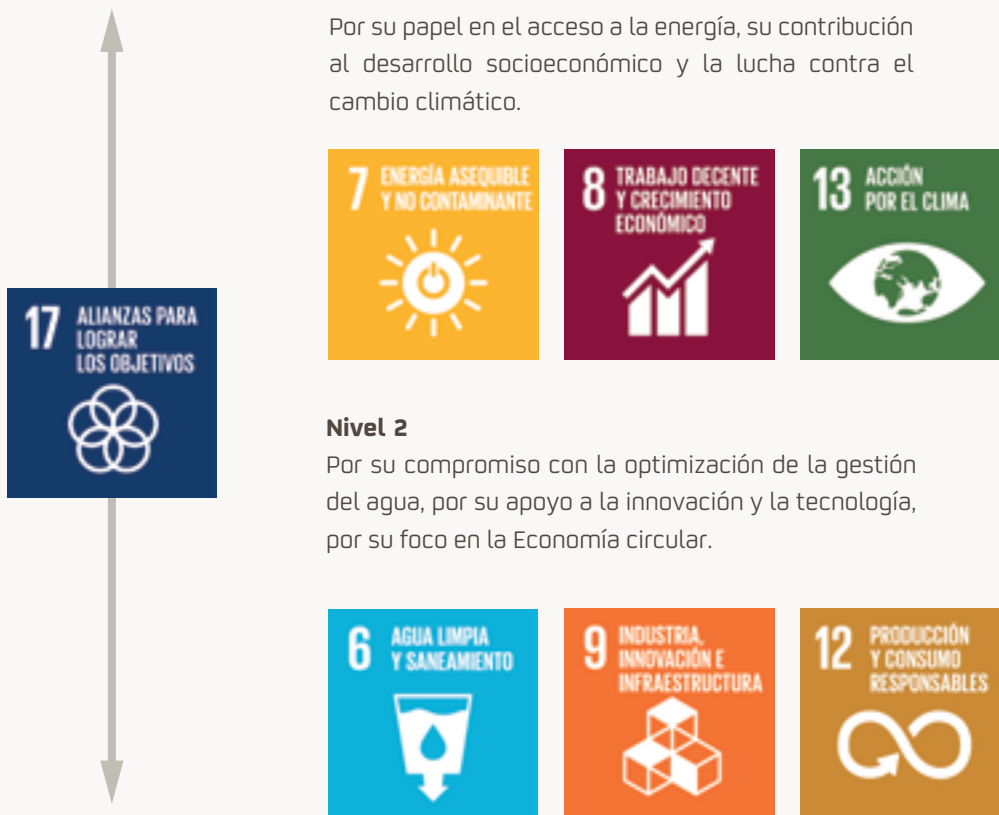 Por su papel en el acceso a la energía, su contribución
al desarrollo socioeconómico y la lucha contra el
cambio climático.
7 ENERGÍA ASEQUIBLE
Y NO CONTAMINANTE
8 TRABAJO DECENTE
Y CRECIMIENTO
ECONÓMICO
13 ACCIÓN
POR EL CLIMA
17 ALIANZAS PARA
LOGRAR
LOS OBJETIVOS
Nivel 2
Por su compromiso con la optimización de la gestión
del agua, por su apoyo a la innovación y la tecnología,
por su foco en la Economía circular.
6 AGUA LIMPIA
Y SANEAMIENTO
9 INDUSTRIA,
INNOVACIÓN E
INFRAESTRUCTURA
12 PRODUCCIÓN
Y CONSUMO
RESPONSABLES